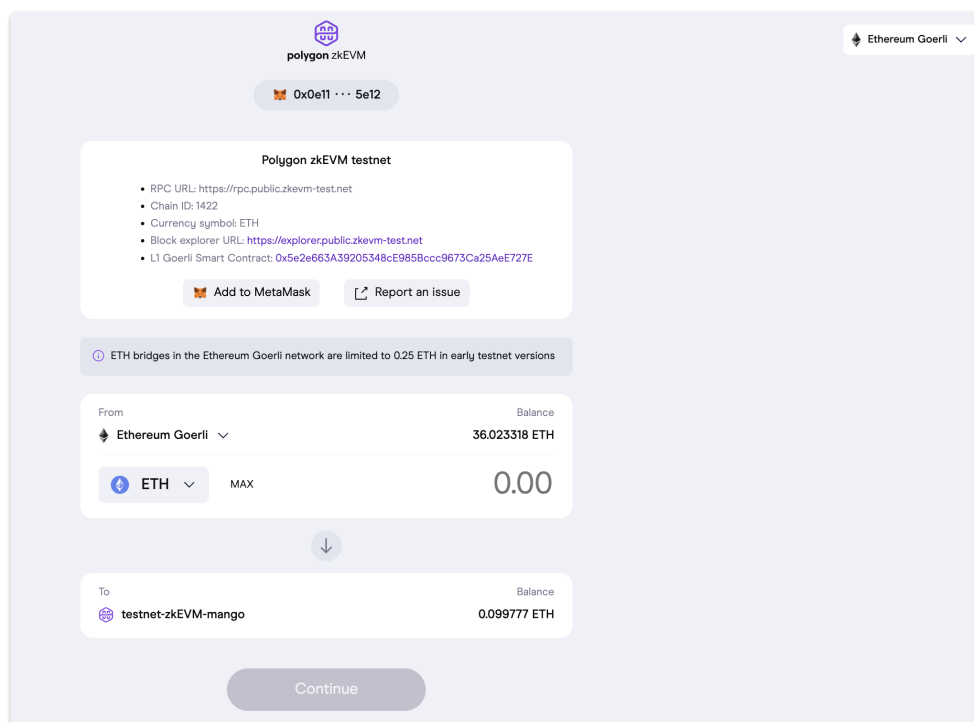 polygon zkEVM
Ethereum Goerli
0x0e11 ··· 5e12
Polygon zkEVM testnet
• RPC URL: https://rpc.public.zkevm-test.net
• Chain ID: 1422
• Currency symbol: ETH
• Block explorer URL: https://explorer.public.zkevm-test.net
• L1 Goerli Smart Contract: 0x5e2e663A39205348cE985Bccc9673Ca25AeE727E
Add to MetaMask
Report an issue
ETH bridges in the Ethereum Goerli network are limited to 0.25 ETH in early testnet versions
From
Balance
Ethereum Goerli
36.023318 ETH
ETH
MAX
0.00
To
Balance
testnet-zkEVM-mango
0.099777 ETH
Continue